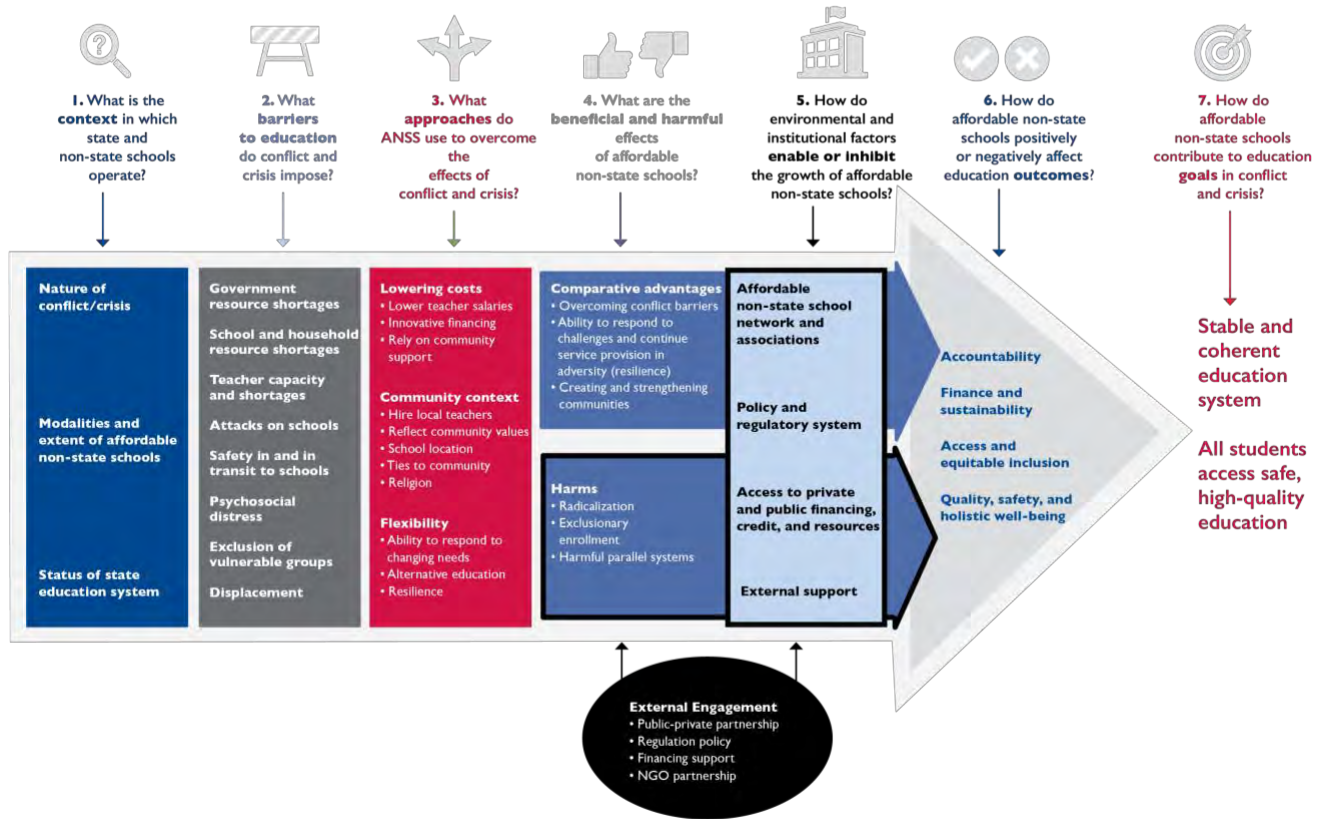 1. What is the
context in which
state and
non-state schools
operate?
2. What
barriers
to education
do conflict and
crisis impose?
3. What
approaches do
ANSS use to overcome
the
effects of
conflict and crisis?
4. What are the
beneficial and harmful
effects
of affordable
non-state schools?
5. How do
environmental and
institutional factors
enable or inhibit
the growth of affordable
non-state schools?
6. How do
affordable non-state
schools positively
or negatively affect
education outcomes?
7. How do
affordable
non-state schools
contribute to education
goals in conflict
and crisis?
Nature of
conflict/crisis
Modalities and
extent of affordable
non-state schools
Status of state
education system
Government
resource shortages
School and household
resource shortages
Teacher capacity
and shortages
Attacks on schools
Safety in and in
transit to schools
Psychosocial
distress
Exclusion of
vulnerable groups
Displacement
Lowering costs
• Lower teacher salaries
• Innovative financing
• Rely on community
support
Community context
• Hire local teachers
• Reflect community values
• School location
• Ties to community
• Religion
Flexibility
• Ability to respond to
changing needs
• Alternative education
• Resilience
Comparative advantages
• Overcoming conflict barriers
• Ability to respond to
challenges and continue
service provision in
adversity (resilience)
• Creating and strengthening
communities
Harms
• Radicalization
• Exclusionary
enrollment
• Harmful parallel systems
Affordable
non-state school
network and
associations
Policy and
regulatory system
Access to private
and public financing,
credit, and resources
External support
Accountability
Finance and
sustainability
Access and
equitable inclusion
Quality, safety, and
holistic well-being
Stable and
coherent
education
system
All students
access safe,
high-quality
education
External Engagement
• Public-private partnership
• Regulation policy
• Financing support
• NGO partnership